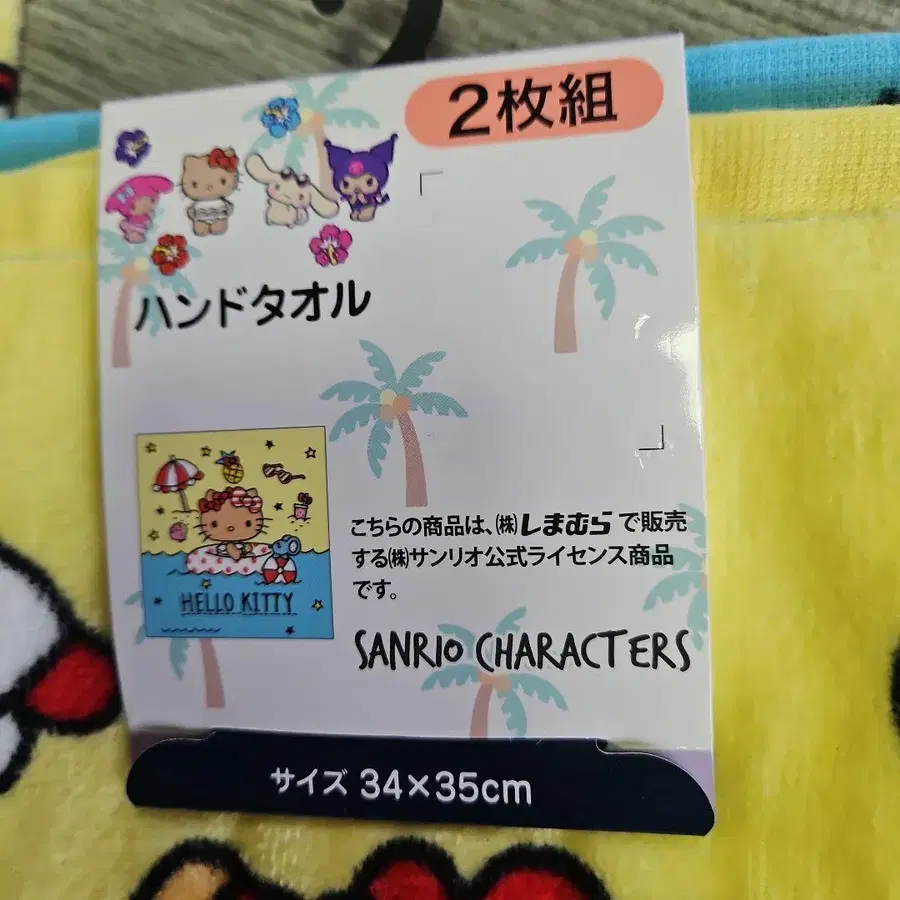 2枚組
ハンドタオル
HELLO KITTY
こちらの商品は、㈱しまむらで販売
する㈱サンリオ公式ライセンス商品
です。
SANRIO CHARACTERS
サイズ 34×35cm